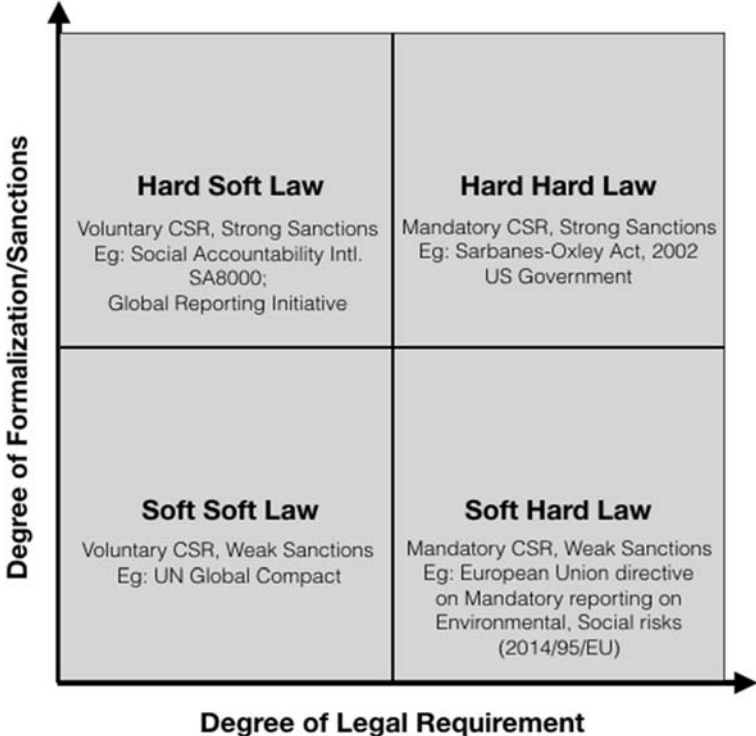 Degree of Formalization/Sanctions
Hard Soft Law
Voluntary CSR, Strong Sanctions
Eg: Social Accountability Intl.
SA8000;
Global Reporting Initiative
Hard Hard Law
Mandatory CSR, Strong Sanctions
Eg: Sarbanes-Oxley Act, 2002
US Government
Soft Soft Law
Voluntary CSR, Weak Sanctions
Eg: UN Global Compact
Soft Hard Law
Mandatory CSR, Weak Sanctions
Eg: European Union directive
on Mandatory reporting on
Environmental, Social risks
(2014/95/EU)
Degree of Legal Requirement